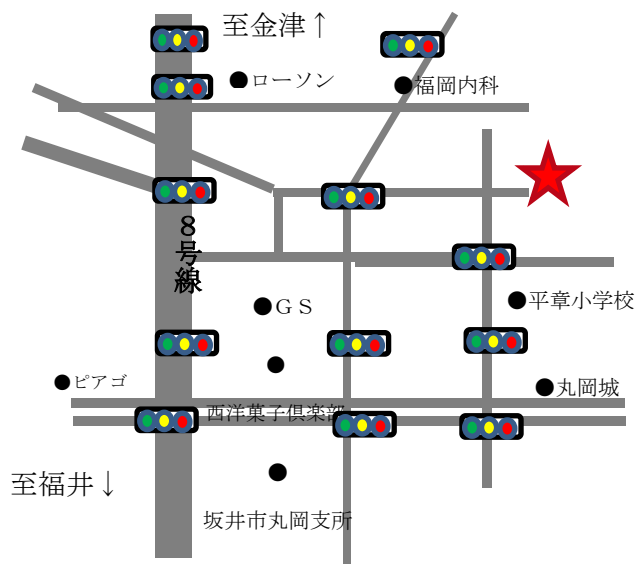 至金津↑
ローソン
福岡内科
８号線
ＧＳ
平章小学校
ピアゴ
丸岡城
西洋菓子倶楽部
至福井↓
坂井市丸岡支所